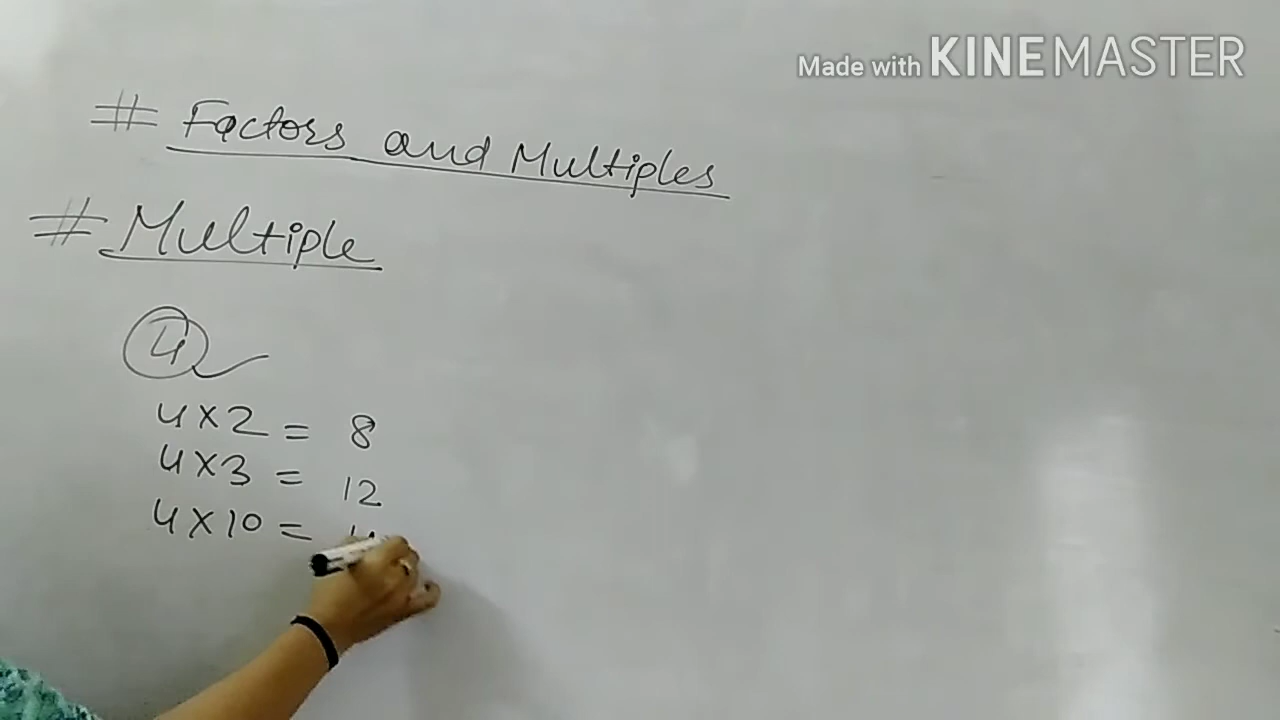 Made with KINEMASTER
# Factors and Multiples
# Multiple
4
4×2 = 8
4×3 = 12
4×10 =